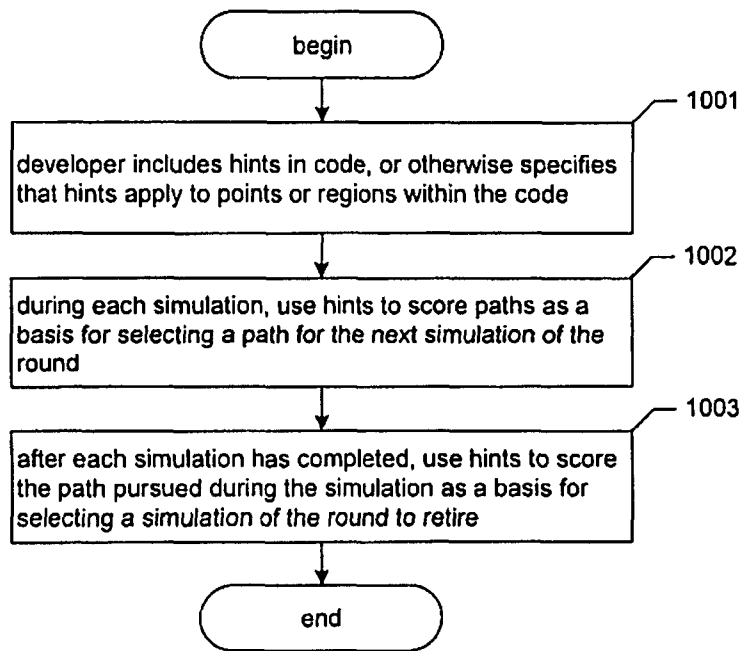 begin
1001
developer includes hints in code, or otherwise specifies
that hints apply to points or regions within the code
1002
during each simulation, use hints to score paths as a
basis for selecting a path for the next simulation of the
round
1003
after each simulation has completed, use hints to score
the path pursued during the simulation as a basis for
selecting a simulation of the round to retire
end